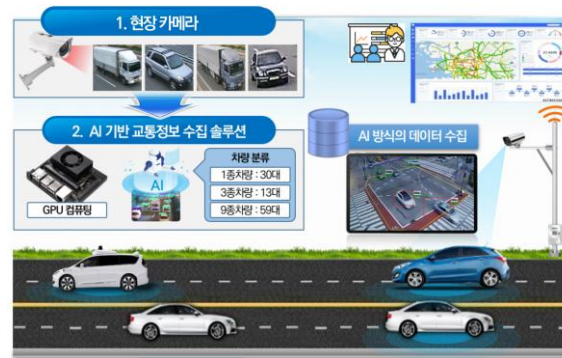 1. 현장 카메라
2. AI 기반 교통정보 수집 솔루션
GPU 컴퓨팅
AI
차량 분류
1종차량 : 30대
3종차량 : 13대
9종차량 : 59대
AI 방식의 데이터 수집